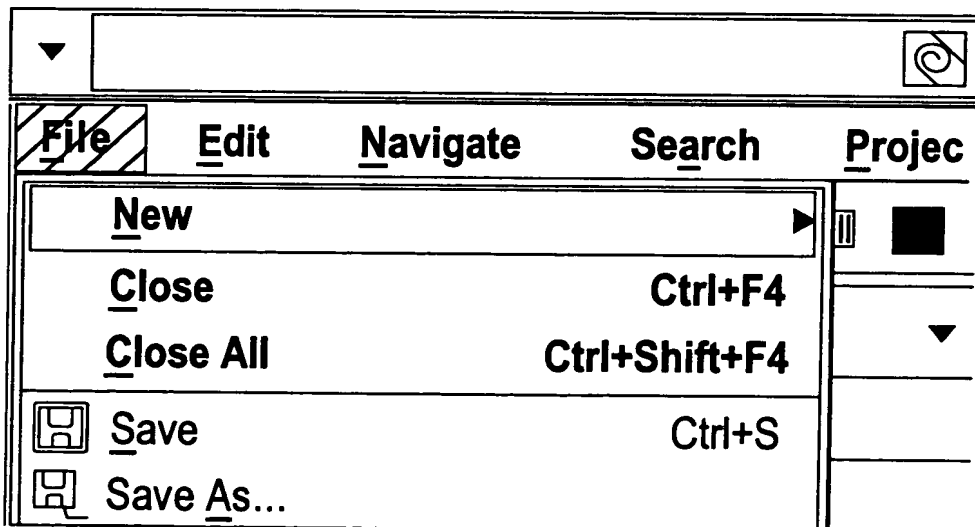 File Edit Navigate Search Projec
New
Close Ctrl+F4
Close All Ctrl+Shift+F4
Save Ctrl+S
Save As...